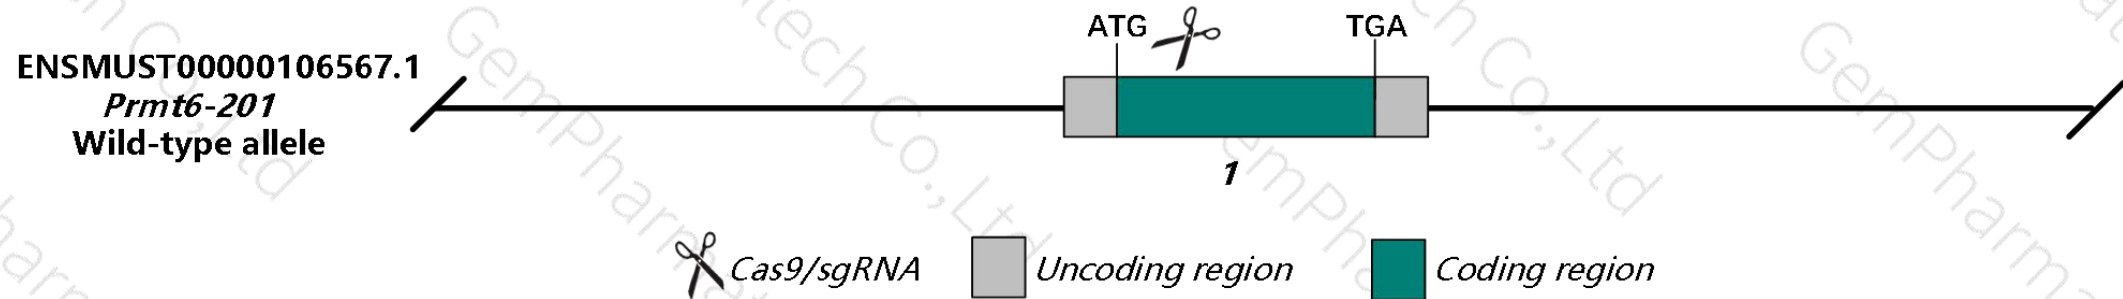 ATG
TGA
ENSMUST00000106567.1
Prmt6-201
Wild-type allele
1
Cas9/sgRNA
Uncoding region
Coding region